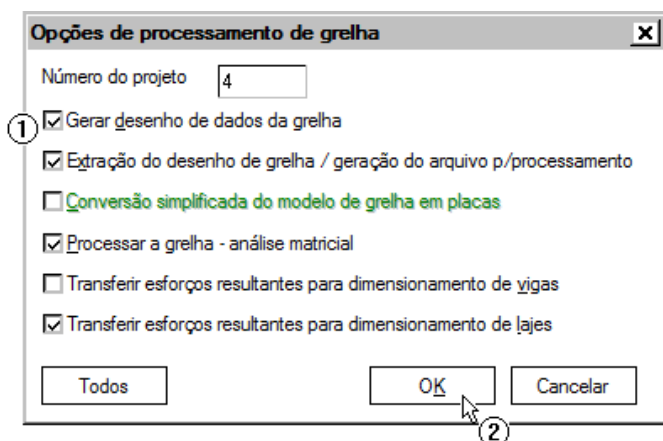 Opções de processamento de grelha
Número do projeto 4
1 Gerar desenho de dados da grelha
Extração do desenho de grelha / geração do arquivo p/processamento
Conversão simplificada do modelo de grelha em placas
Processar a grelha - análise matricial
Transferir esforços resultantes para dimensionamento de vigas
Transferir esforços resultantes para dimensionamento de lajes
Todos OK Cancelar
2